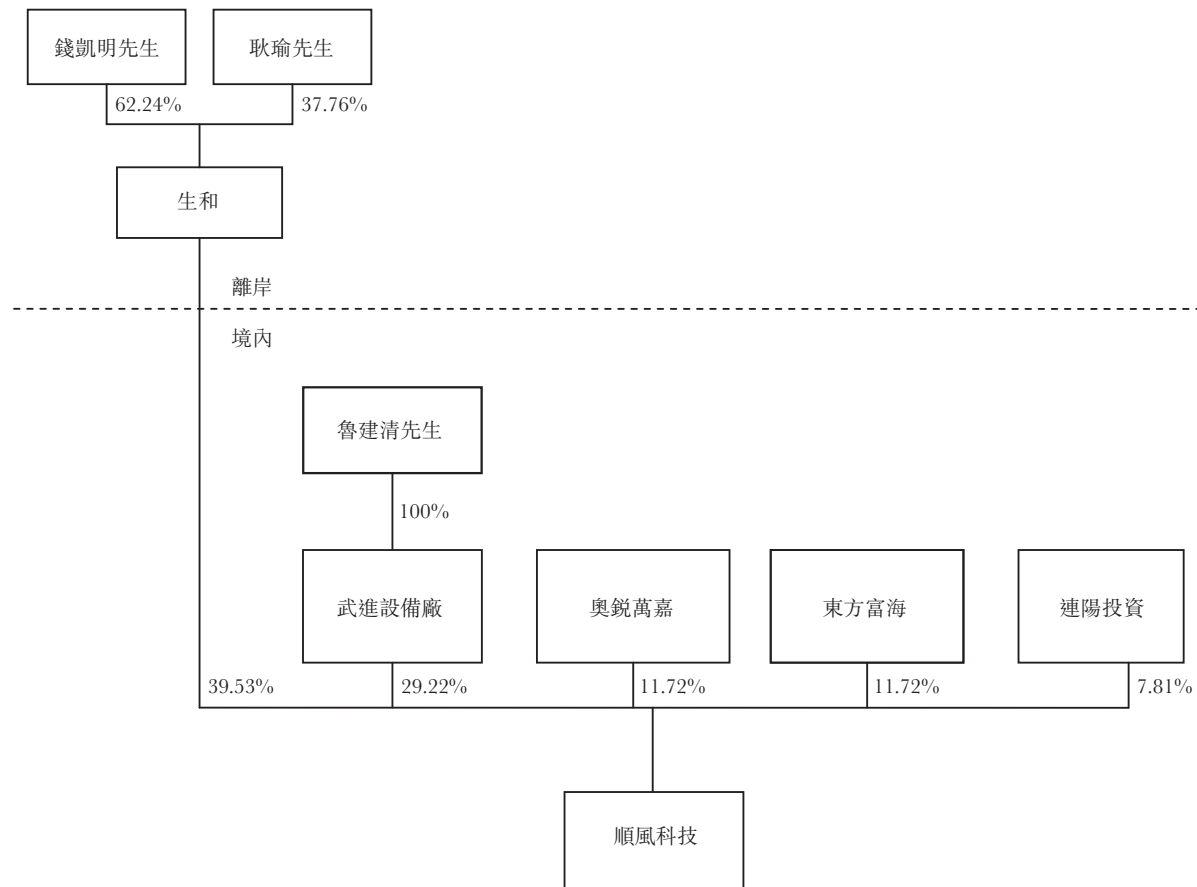 錢凱明先生
耿瑜先生
62.24%
37.76%
生和
離岸
境內
魯建清先生
100%
武進設備廠
奧銳萬嘉
東方富海
連陽投資
39.53%
29.22%
11.72%
11.72%
7.81%
順風科技